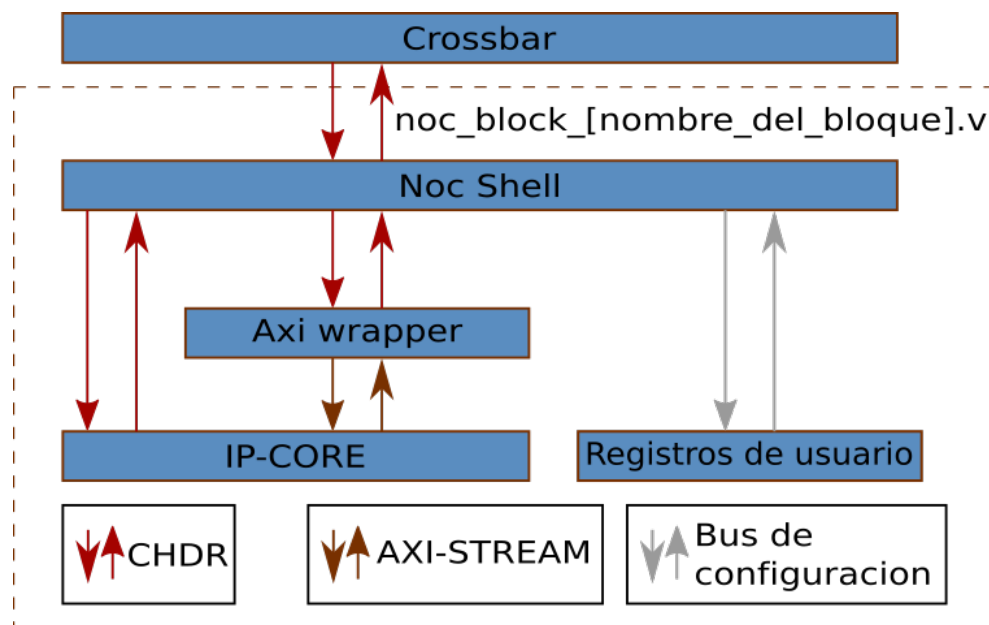 Crossbar
noc_block_[nombre_del_bloque].v
Noc Shell
Axi wrapper
IP-CORE
Registros de usuario
CHDR
AXI-STREAM
Bus de
configuracion